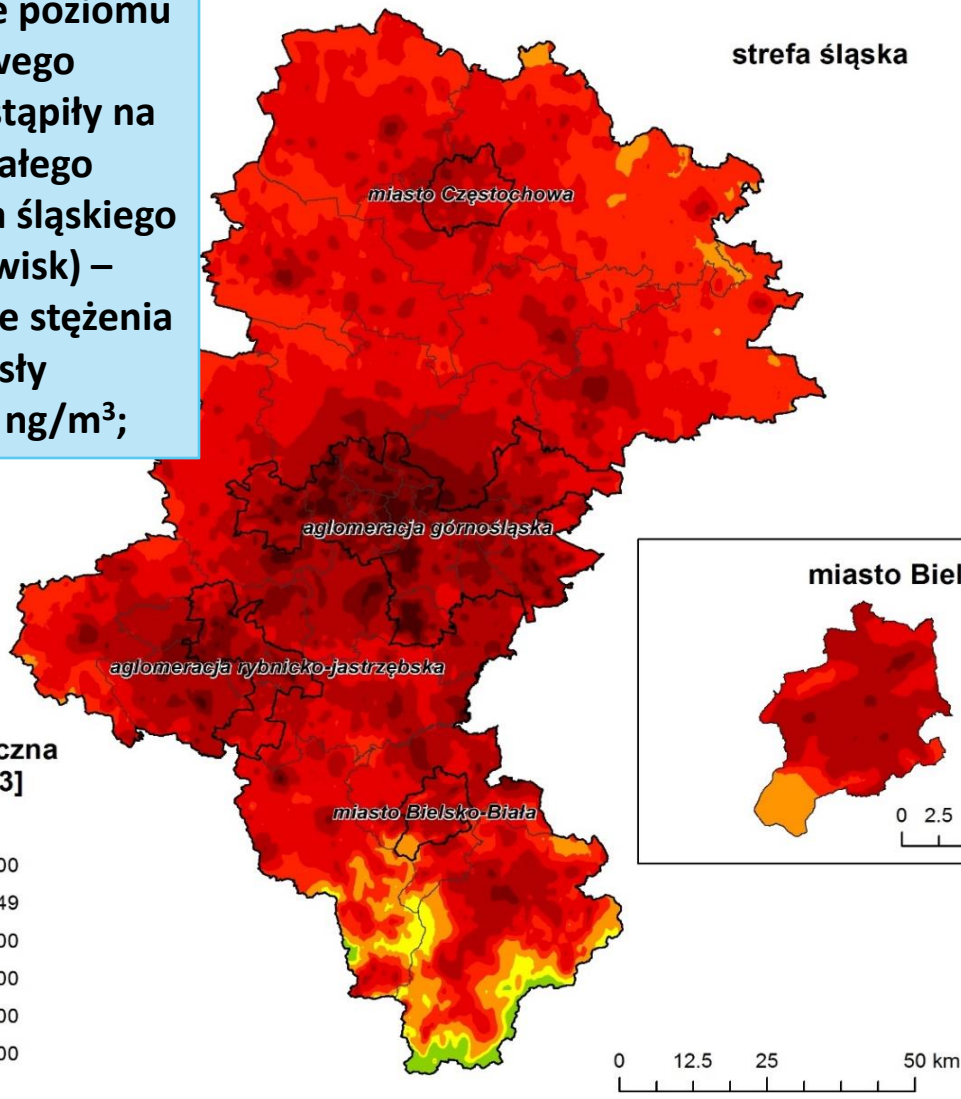 e poziomu
wego
stąpiły na
ałego
śląskiego
wisk) –
e stężenia
sły
ng/m³;
strefa śląska
miasto Częstochowa
aglomeracja górnośląska
aglomeracja rybnicko-jastrzębska
miasto Bielsko-Biała
miasto Biel
0 2.5
czna
3]
00
49
00
00
00
00
0 12.5 25 50 km